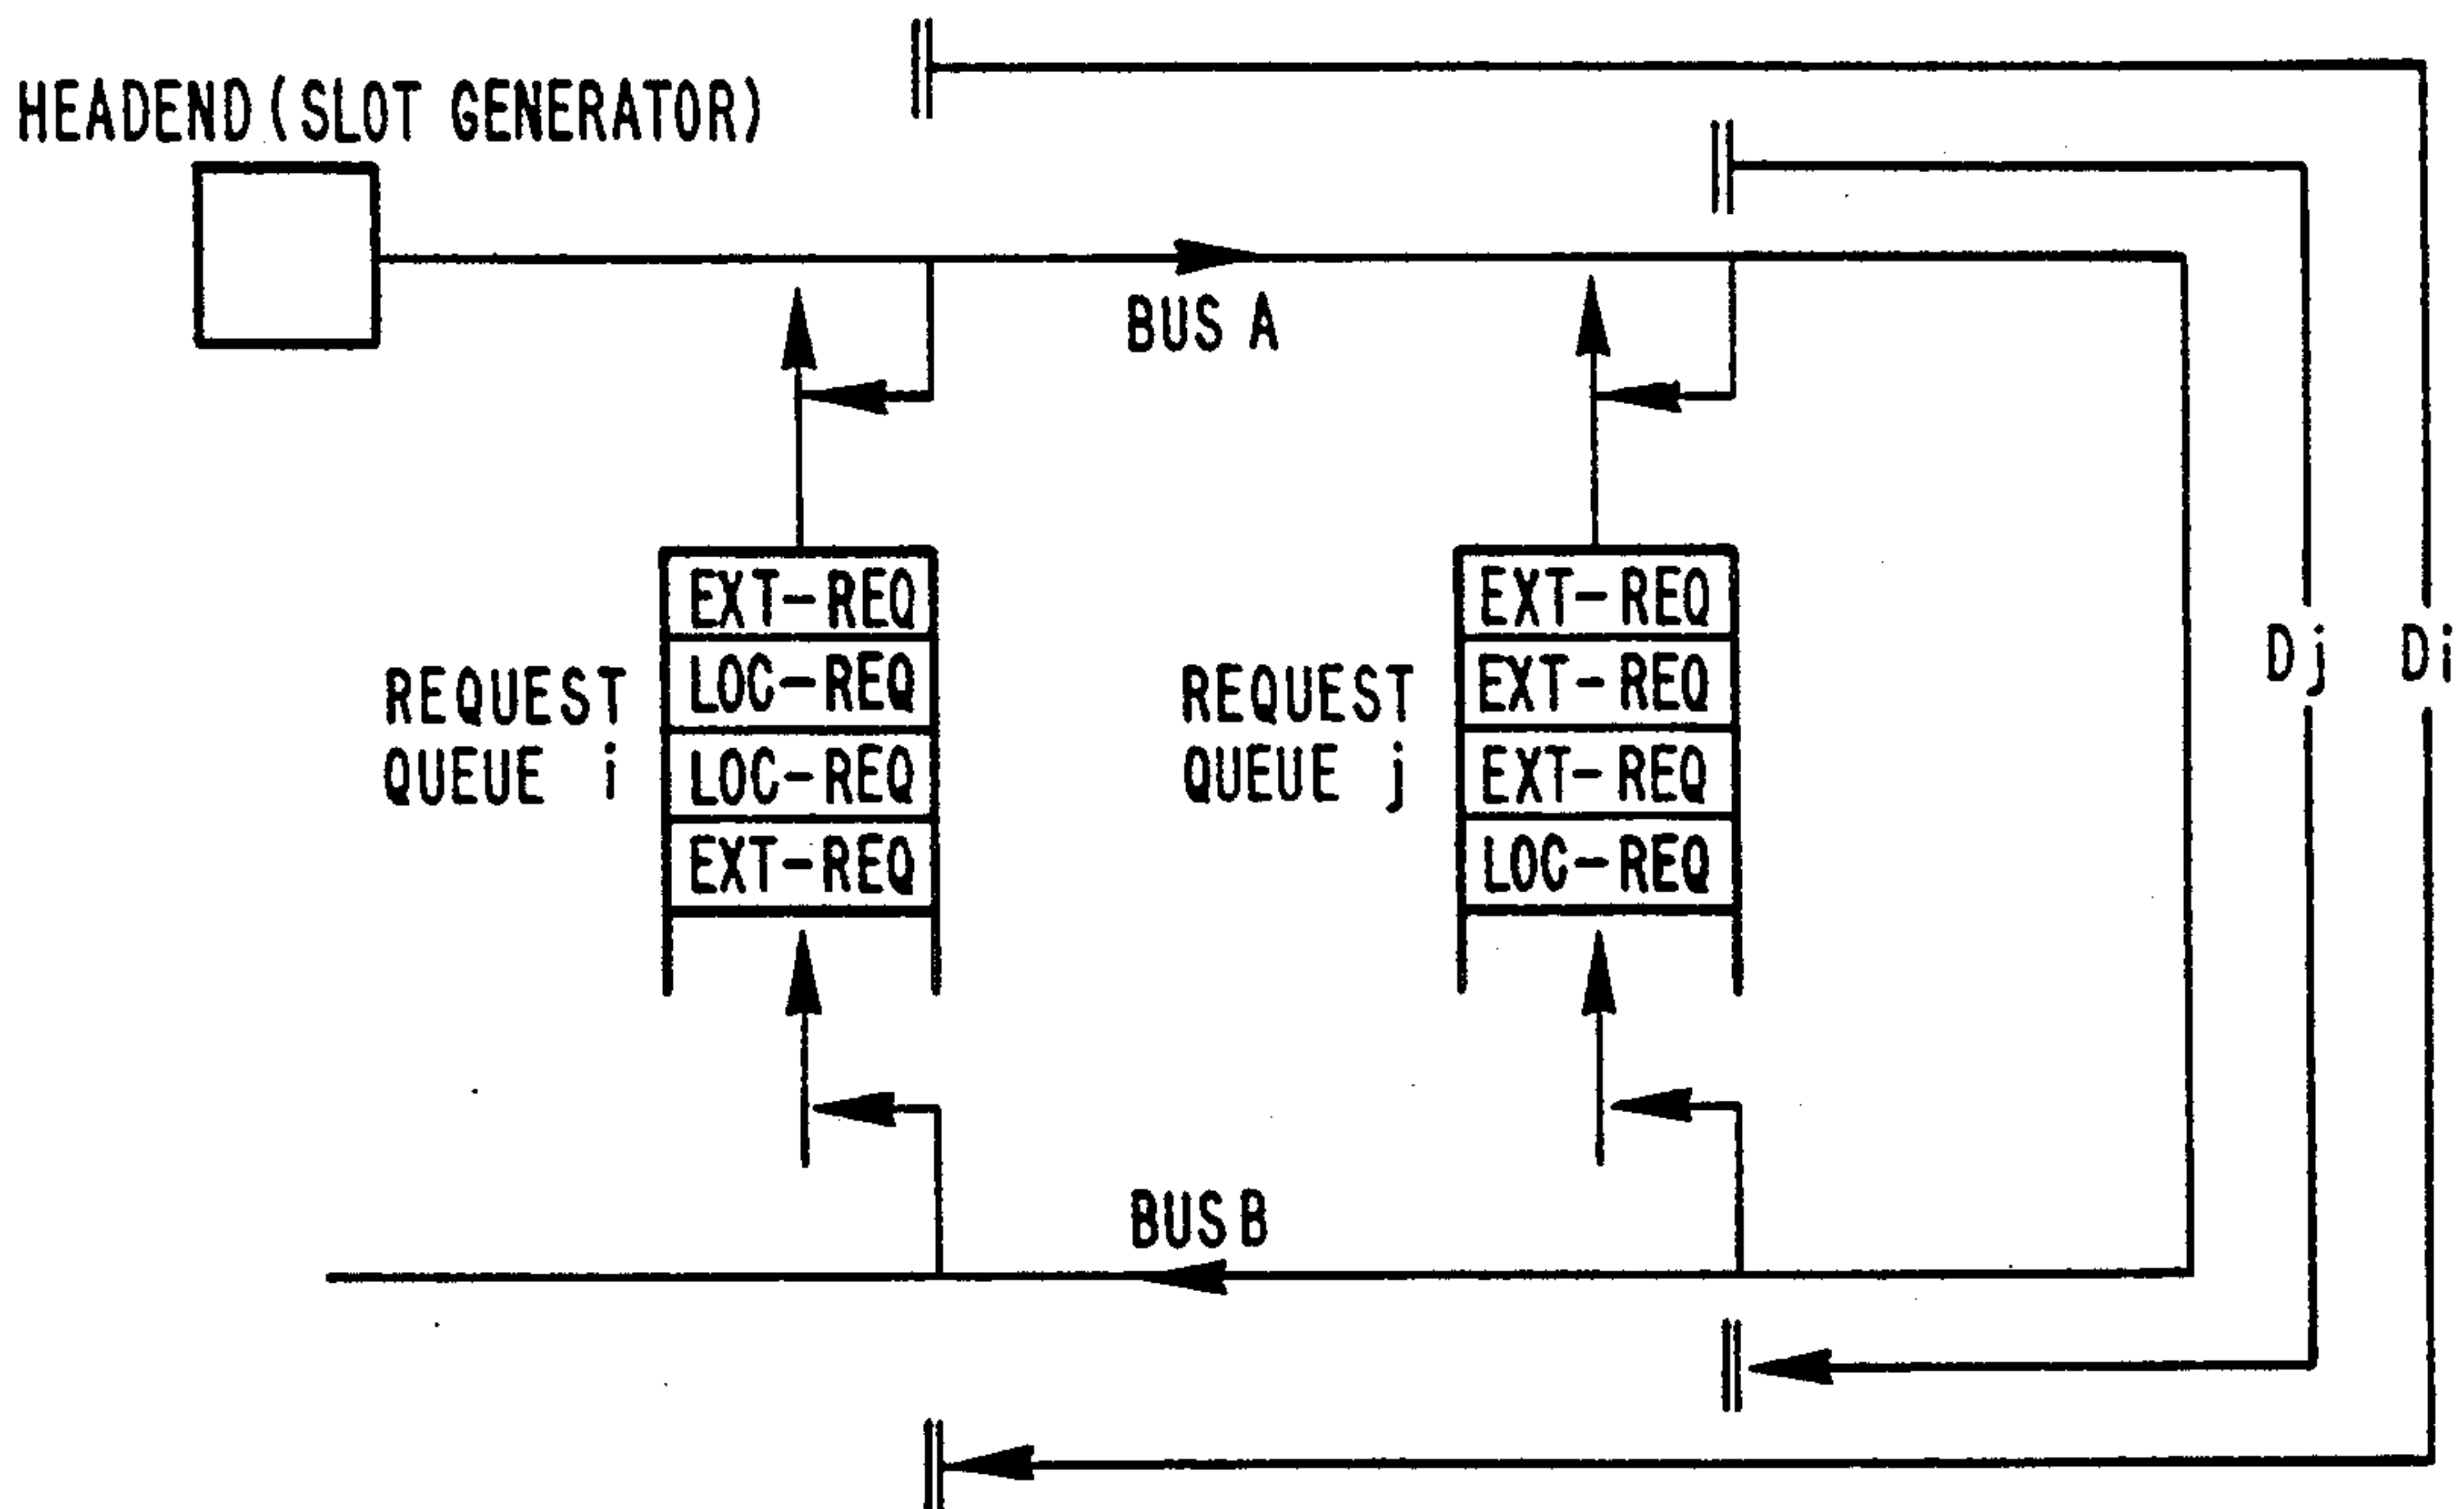 HEADEND (SLOT GENERATOR)
BUS A
REQUEST
QUEUE i
EXT-REQ
LOC-REQ
LOC-REQ
EXT-REQ
REQUEST
QUEUE j
EXT-REQ
EXT-REQ
EXT-REQ
LOC-REQ
Dj
Di
BUS B